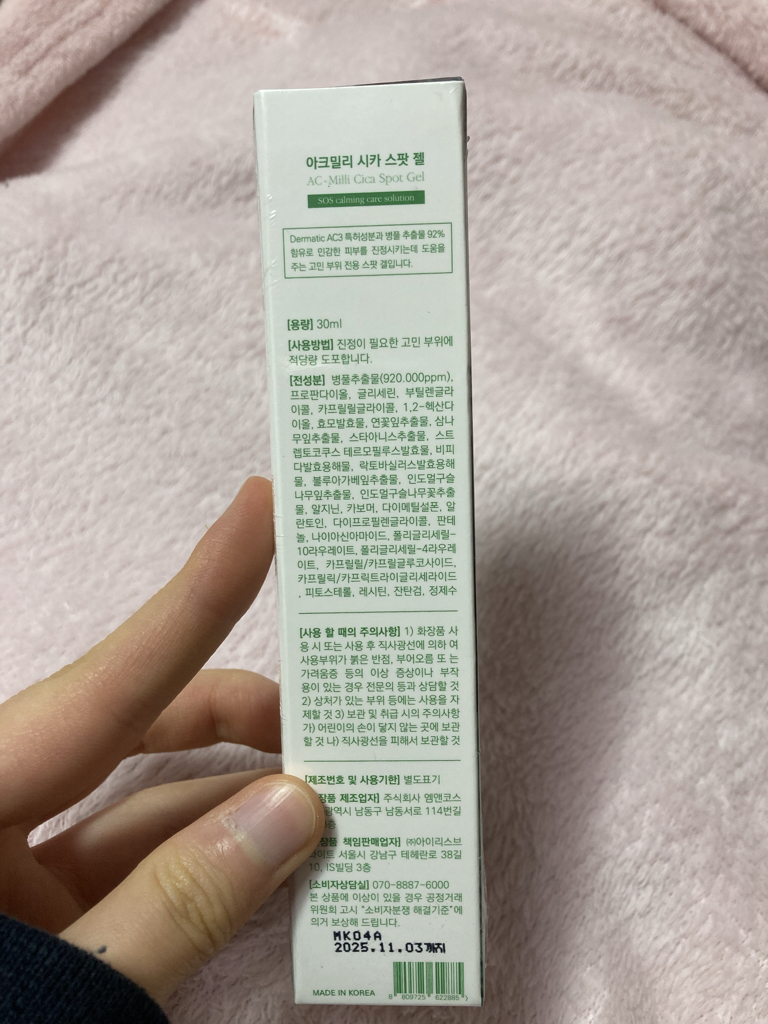 아크밀리 시카 스팟 젤
AC-Milli Cica Spot Gel
SOS calming care solution
Dermatic AC3 특허성분과 병풀 추출물 92%
함유로 민감한 피부를 진정시키는데 도움을
주는 고민 부위 전용 스팟 겔입니다.
[용량] 30ml
[사용방법] 진정이 필요한 고민 부위에
적당량 도포합니다.
[전성분] 병풀추출물(920.000ppm),
프로판다이올, 글리세린, 부틸렌글라
이콜, 카프릴릴글라이콜, 1,2-헥산다
이올, 효모발효물, 연꽃잎추출물, 삼나
무잎추출물, 스타아니스추출물, 스트
렙토코쿠스 테르모필루스발효물, 비피
다발효용해물, 락토바실러스발효용해
물, 블루아가베잎추출물, 인도멀구슬
나무잎추출물, 인도멀구슬나무꽃추출
물, 알지닌, 카보머, 다이메틸설폰, 알
란토인, 다이프로필렌글라이콜, 판테
놀, 나이아신아마이드, 폴리글리세릴-
10라우레이트, 폴리글리세릴-4라우레
이트, 카프릴릴/카프릴글루코사이드,
카프릴릭/카프릭트라이글리세라이드
, 피토스테롤, 레시틴, 잔탄검, 정제수
[사용 할 때의 주의사항] 1) 화장품 사
용 시 또는 사용 후 직사광선에 의하 여
사용부위가 붉은 반점, 부어오름 또 는
가려움증 등의 이상 증상이나 부작
용이 있는 경우 전문의 등과 상담할 것
2) 상처가 있는 부위 등에는 사용을 자
제할 것 3) 보관 및 취급 시의 주의사항
가) 어린이의 손이 닿지 않는 곳에 보관
할 것 나) 직사광선을 피해서 보관할 것
[제조번호 및 사용기한] 별도표기
장품 제조업자] 주식회사 엠앤코스
광역시 남동구 남동서로 114번길
장품 책임판매업자] ㈜아이리스브
라이트 서울시 강남구 테헤란로 38길
10, IS빌딩 3층
[소비자상담실] 070-8887-6000
본 상품에 이상이 있을 경우 공정거래
위원회 고시 "소비자분쟁 해결기준"에
의거 보상해 드립니다.
MK04A
2025.11.03까지
MADE IN KOREA
8 809725 622885